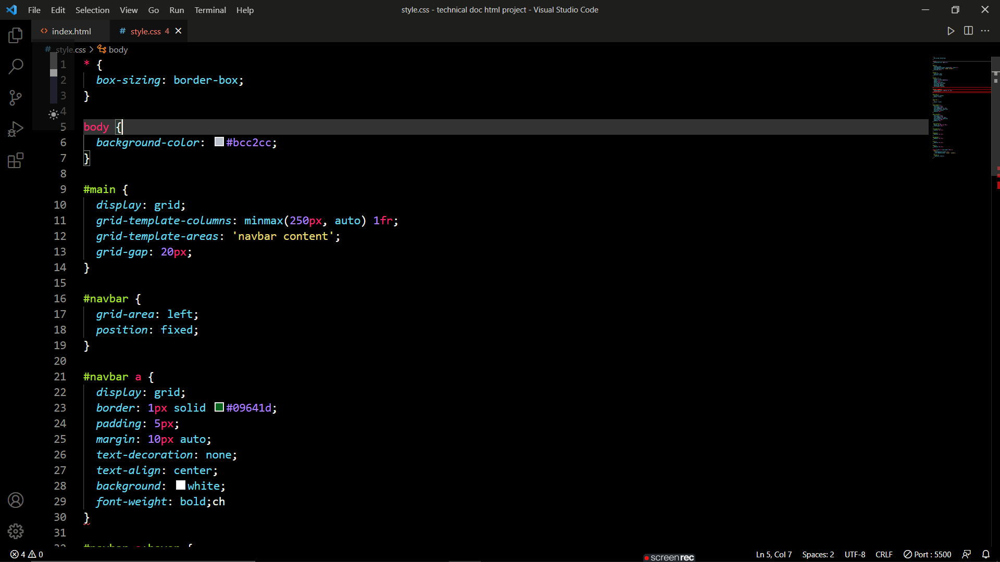 File Edit Selection View Go Run Terminal Help
style.css - technical doc html project - Visual Studio Code
<> index.html
# style.css 4
# style.css > body
1 * {
2 box-sizing: border-box;
3 }
4
5 body {
6 background-color: #bcc2cc;
7 }
8
9 #main {
10 display: grid;
11 grid-template-columns: minmax(250px, auto) 1fr;
12 grid-template-areas: 'navbar content';
13 grid-gap: 20px;
14 }
15
16 #navbar {
17 grid-area: left;
18 position: fixed;
19 }
20
21 #navbar a {
22 display: grid;
23 border: 1px solid #09641d;
24 padding: 5px;
25 margin: 10px auto;
26 text-decoration: none;
27 text-align: center;
28 background: white;
29 font-weight: bold;ch
30 }
31
4 0
screenrec
Ln 5, Col 7 Spaces: 2 UTF-8 CRLF Port : 5500